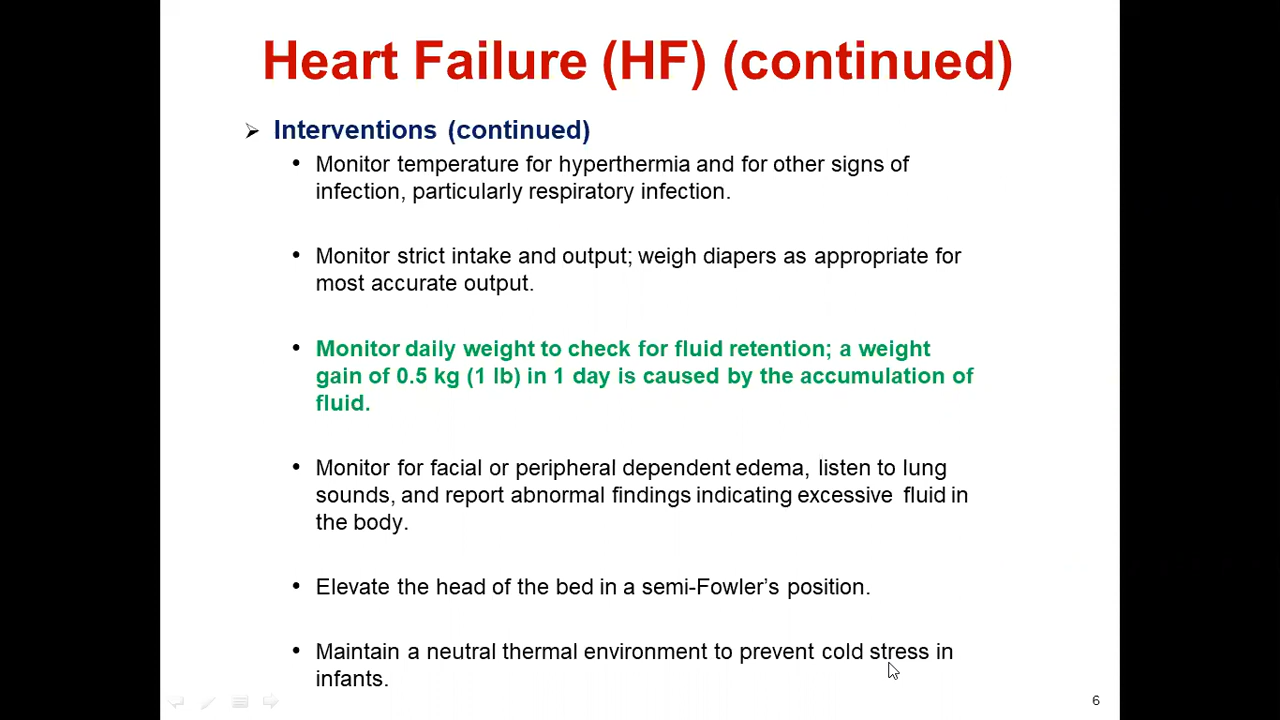 Heart Failure (HF) (continued)
➢ Interventions (continued)
• Monitor temperature for hyperthermia and for other signs of
infection, particularly respiratory infection.
• Monitor strict intake and output; weigh diapers as appropriate for
most accurate output.
• Monitor daily weight to check for fluid retention; a weight
gain of 0.5 kg (1 lb) in 1 day is caused by the accumulation of
fluid.
• Monitor for facial or peripheral dependent edema, listen to lung
sounds, and report abnormal findings indicating excessive fluid in
the body.
• Elevate the head of the bed in a semi-Fowler’s position.
• Maintain a neutral thermal environment to prevent cold stress in
infants.
6